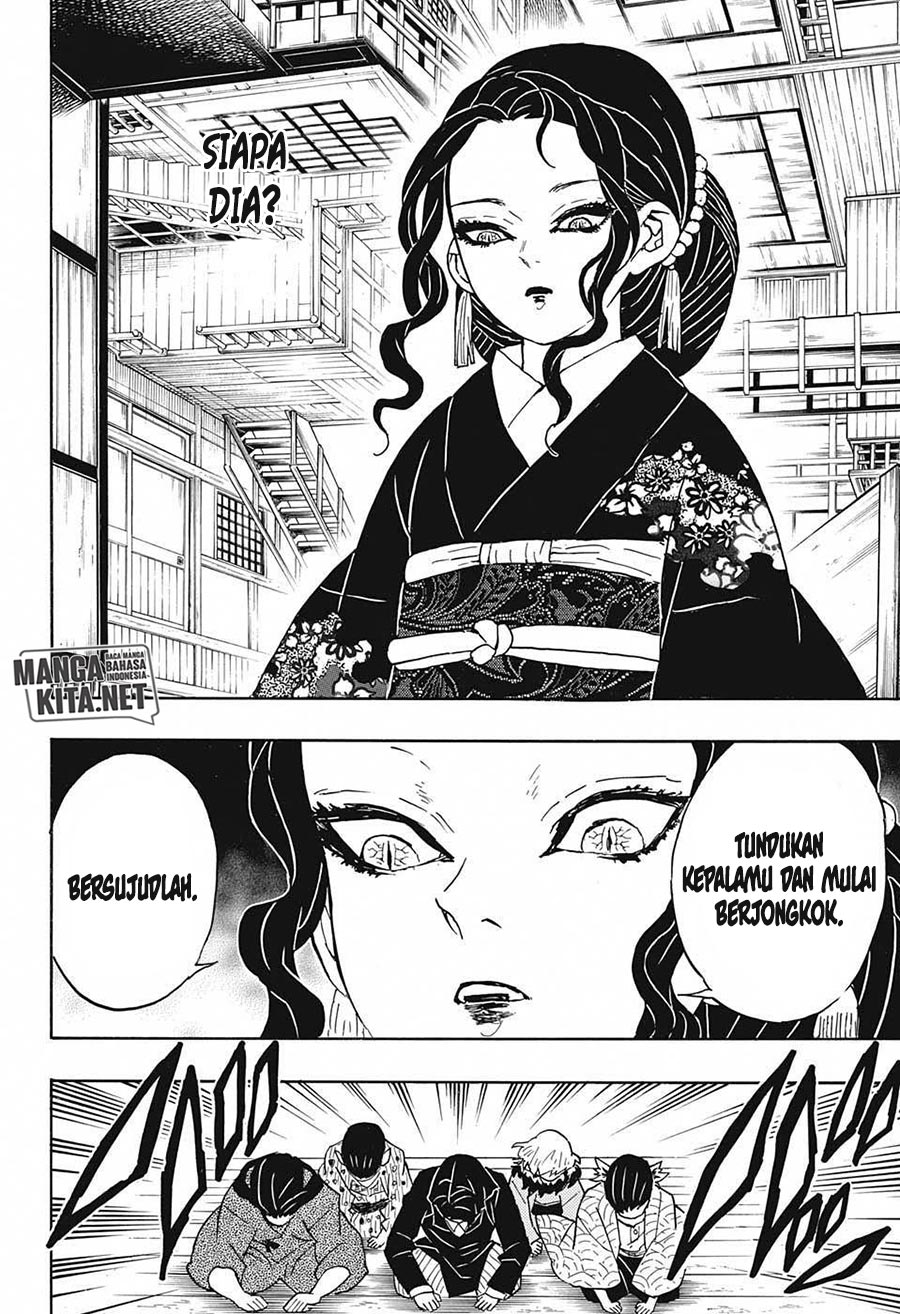 SIAPA
DIA?
MANGA
BACA MANGA
BAHASA
INDONESIA
KITA.NET
TUNDUKAN
KEPALAMU DAN MULAI
BERJONGKOK.
BERSUJUDLAH.